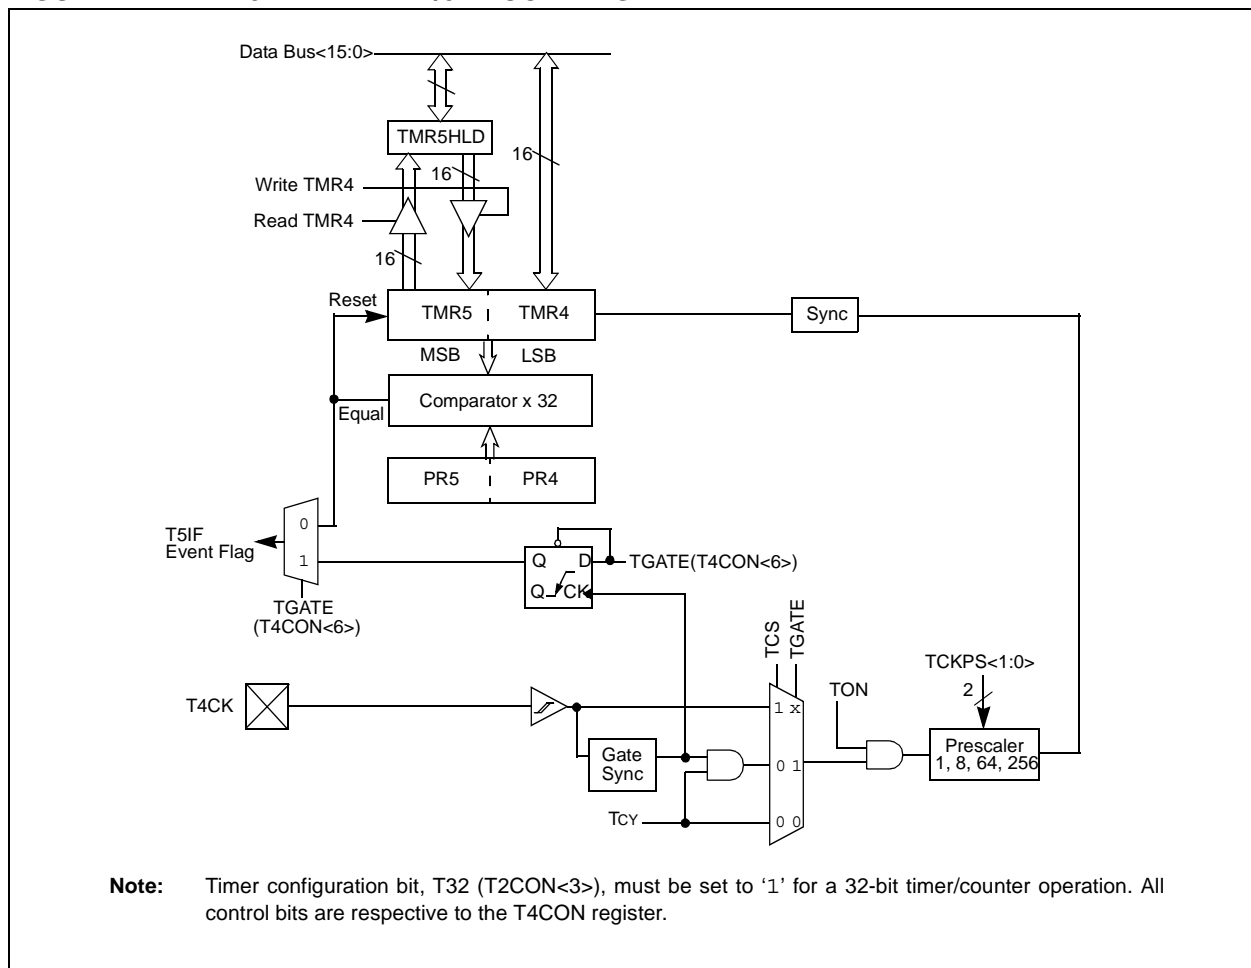 Data Bus<15:0>
TMR5HLD
16
16
Write TMR4
Read TMR4
16
Reset
TMR5
TMR4
Sync
MSB
LSB
Equal
Comparator x 32
PR5
PR4
0
T5IF
Event Flag
1
Q
D
TGATE(T4CON<6>)
Q
CK
TGATE
(T4CON<6>)
TCS
TGATE
TCKPS<1:0>
2
TON
T4CK
1 x
Gate
Sync
0 1
Prescaler
1, 8, 64, 256
TCY
0 0
Note: Timer configuration bit, T32 (T2CON<3>), must be set to ‘1’ for a 32-bit timer/counter operation. All
control bits are respective to the T4CON register.